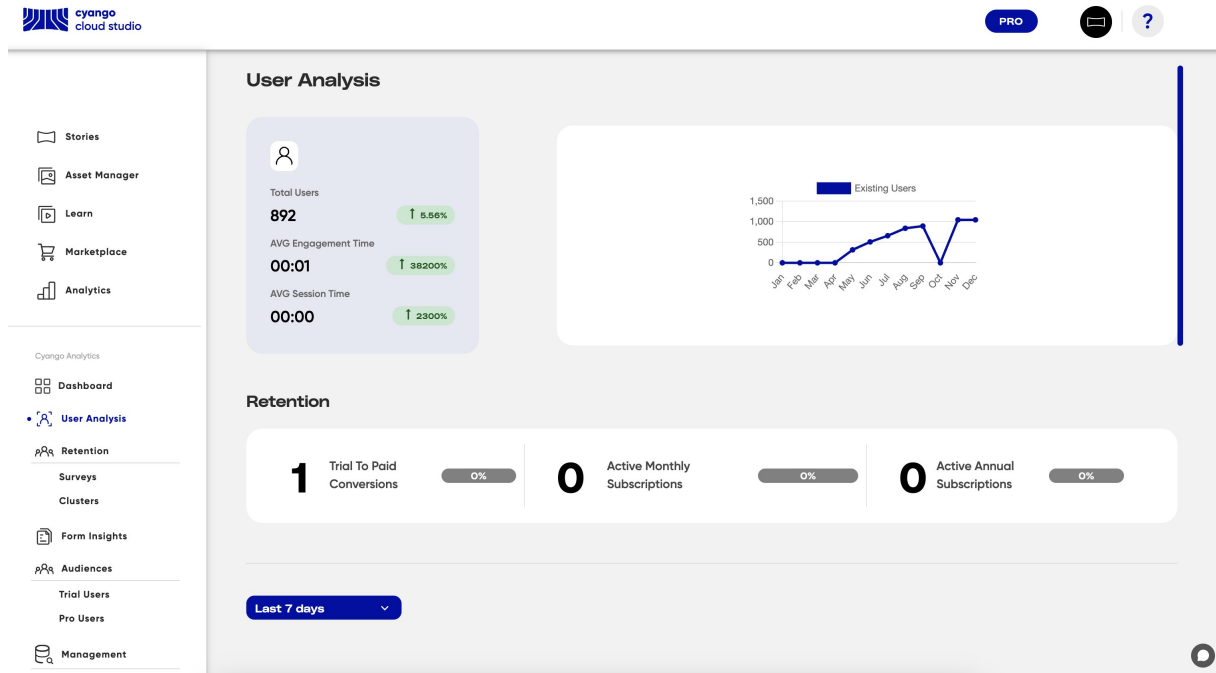 cyango
cloud studio
PRO
?
Stories
Asset Manager
Learn
Marketplace
Analytics
Cyango Analytics
Dashboard
User Analysis
Retention
Surveys
Clusters
Form Insights
Audiences
Trial Users
Pro Users
Management
User Analysis
Total Users
892
↑ 5.56%
AVG Engagement Time
00:01
↑ 38200%
AVG Session Time
00:00
↑ 2300%
Existing Users
1,500
1,000
500
0
Jan Feb Mar Apr May Jun Jul Aug Sep Oct Nov Dec
Retention
1
Trial To Paid
Conversions
0%
0
Active Monthly
Subscriptions
0%
0
Active Annual
Subscriptions
0%
Last 7 days